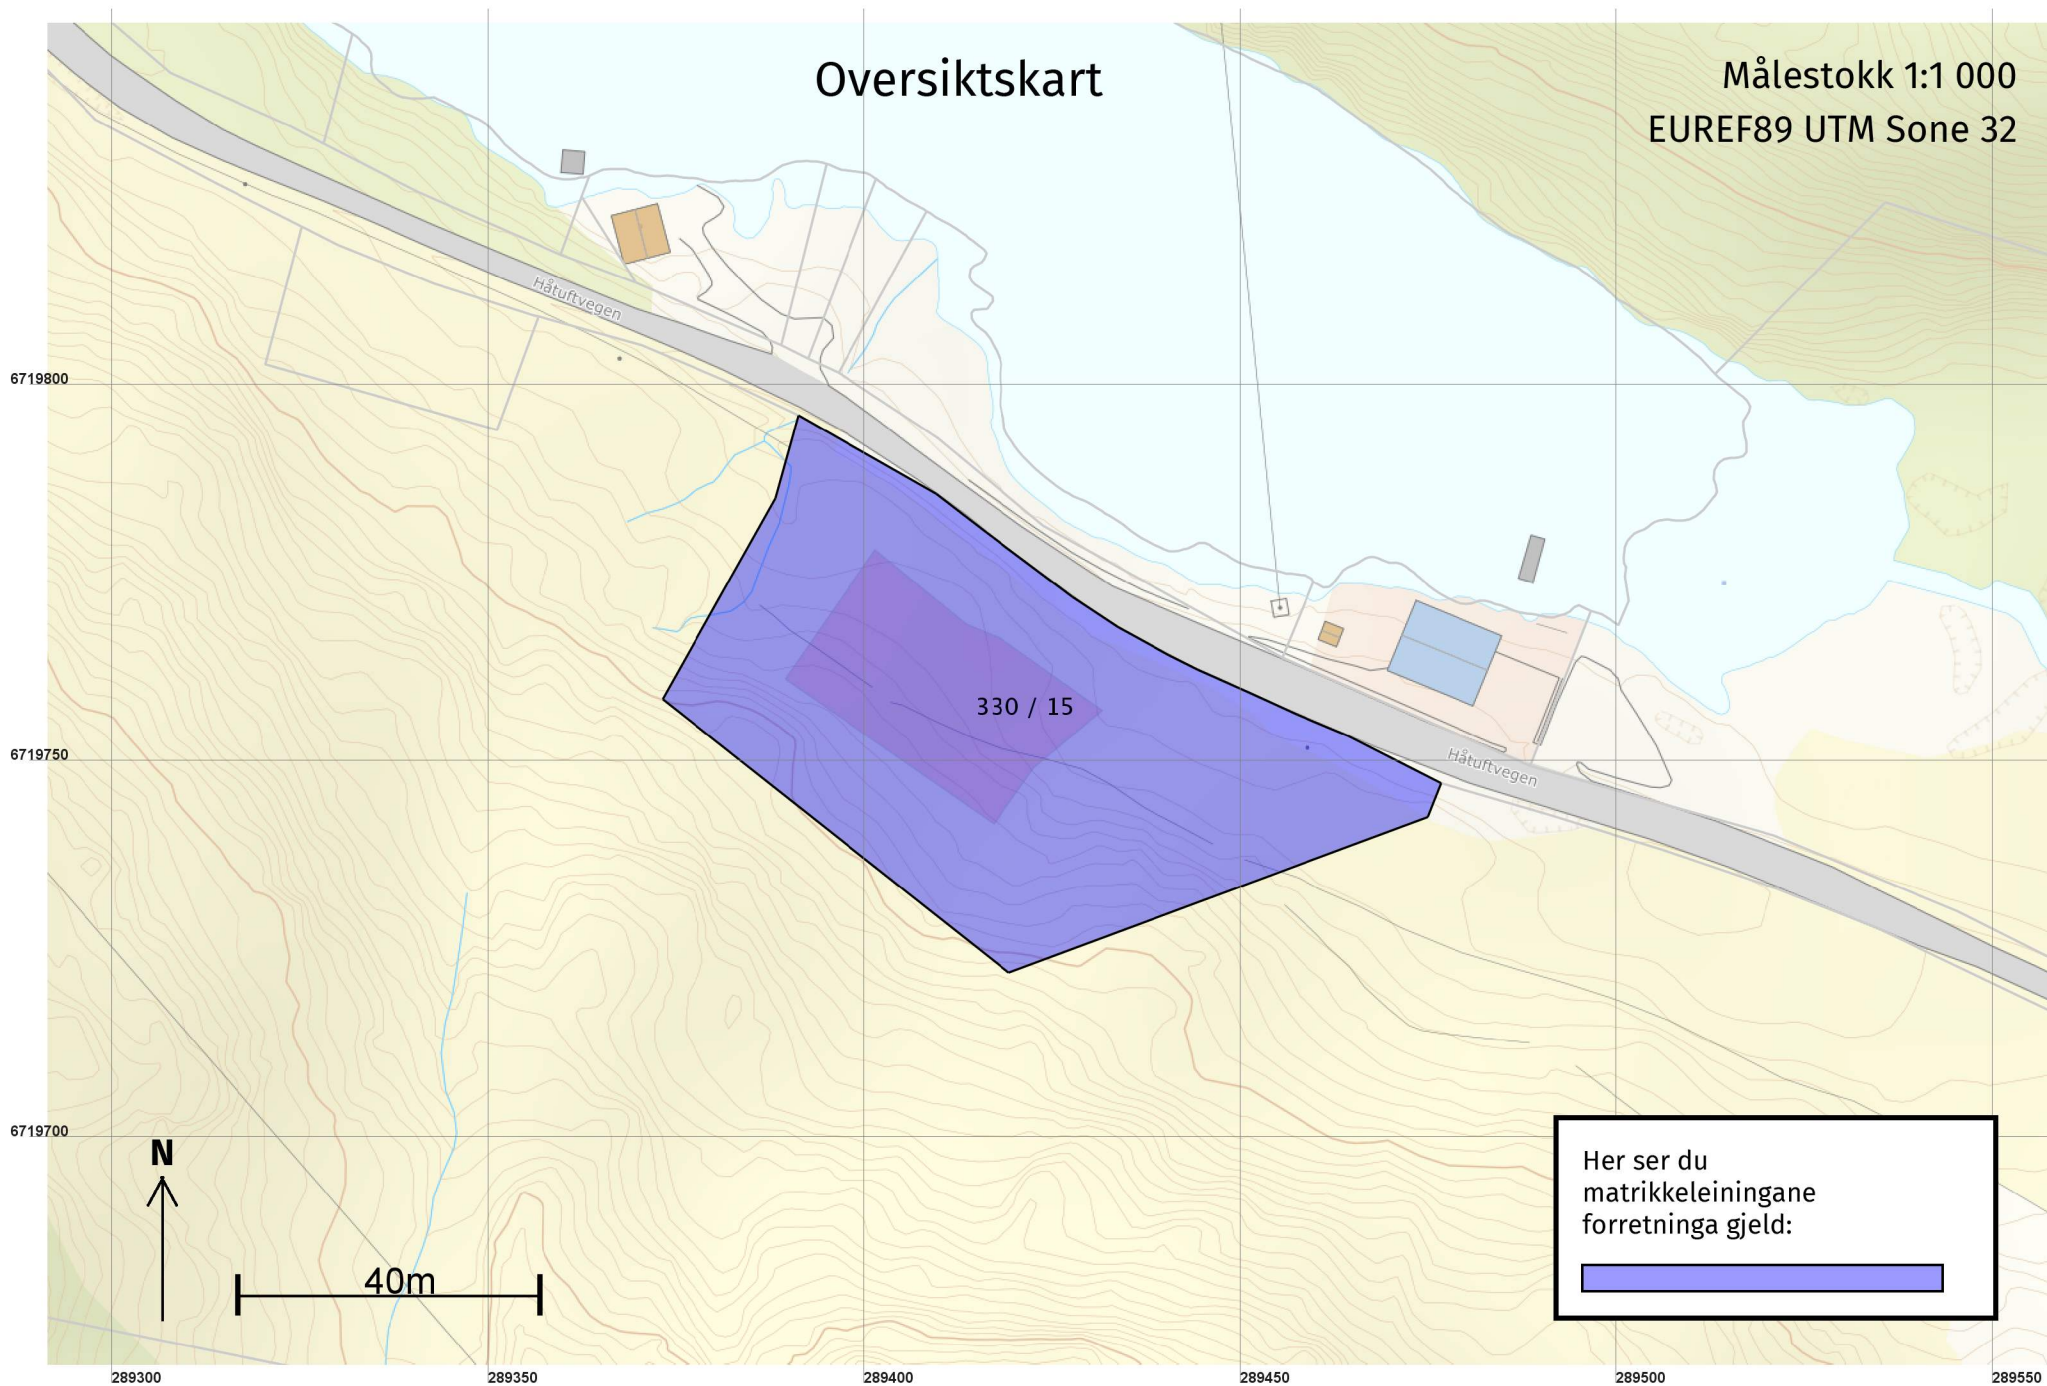 Oversiktskart
Målestokk 1:1 000
EUREF89 UTM Sone 32
Håtuftvegen
6719800
330 / 15
6719750
Håtuftvegen
6719700
N
40m
Her ser du
matrikkeleiningane
forretninga gjeld:
289300
289350
289400
289450
289500
289550